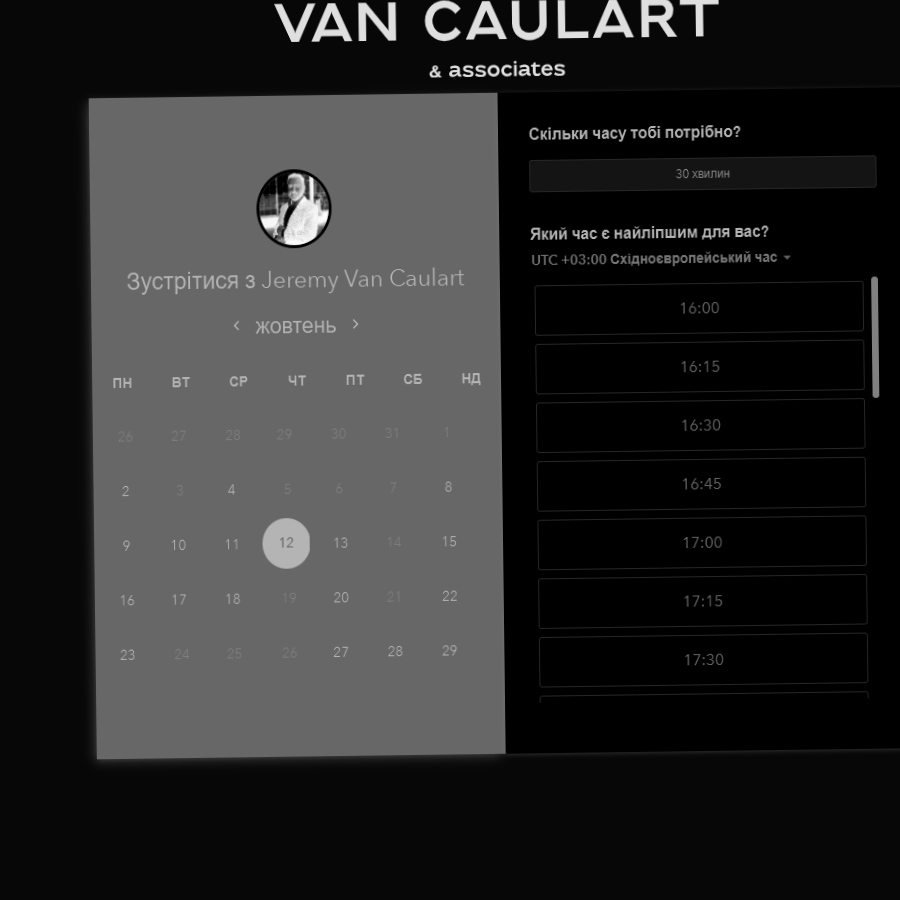 VAN CAULART
& associates
Зустрітися з Jeremy Van Caulart
жовтень
ПН ВТ СР ЧТ ПТ СБ НД
26 27 28 29 30 31 1
2 3 4 5 6 7 8
9 10 11 12 13 14 15
16 17 18 19 20 21 22
23 24 25 26 27 28 29
Скільки часу тобі потрібно?
30 хвилин
Який час є найліпшим для вас?
UTC +03:00 Східноєвропейський час
16:00
16:15
16:30
16:45
17:00
17:15
17:30